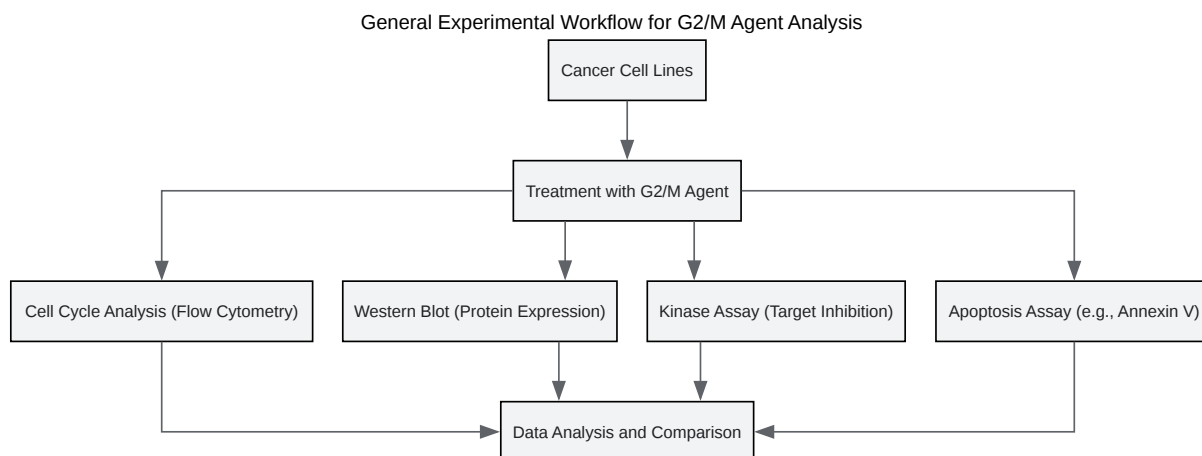 General Experimental Workflow for G2/M Agent Analysis
Cancer Cell Lines
Treatment with G2/M Agent
Cell Cycle Analysis (Flow Cytometry)
Western Blot (Protein Expression)
Kinase Assay (Target Inhibition)
Apoptosis Assay (e.g., Annexin V)
Data Analysis and Comparison